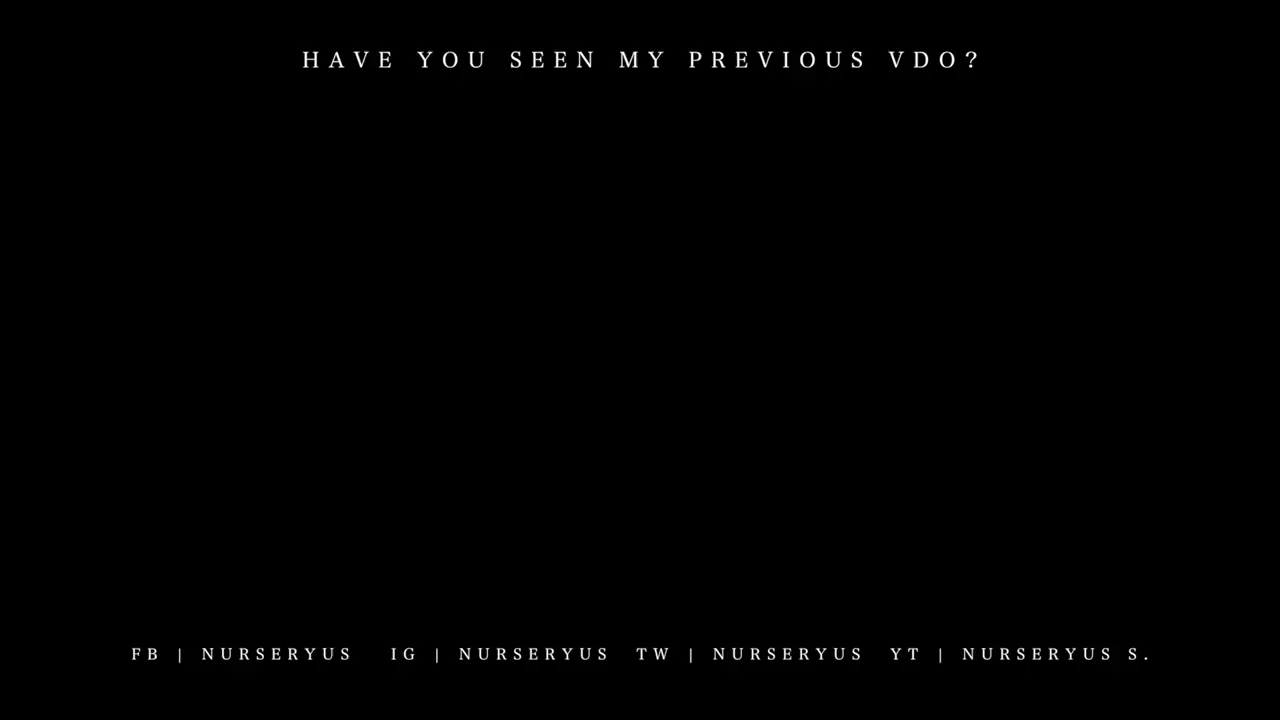 HAVE YOU SEEN MY PREVIOUS VDO?
FB | NURSERYUS IG | NURSERYUS TW | NURSERYUS YT | NURSERYUS S.